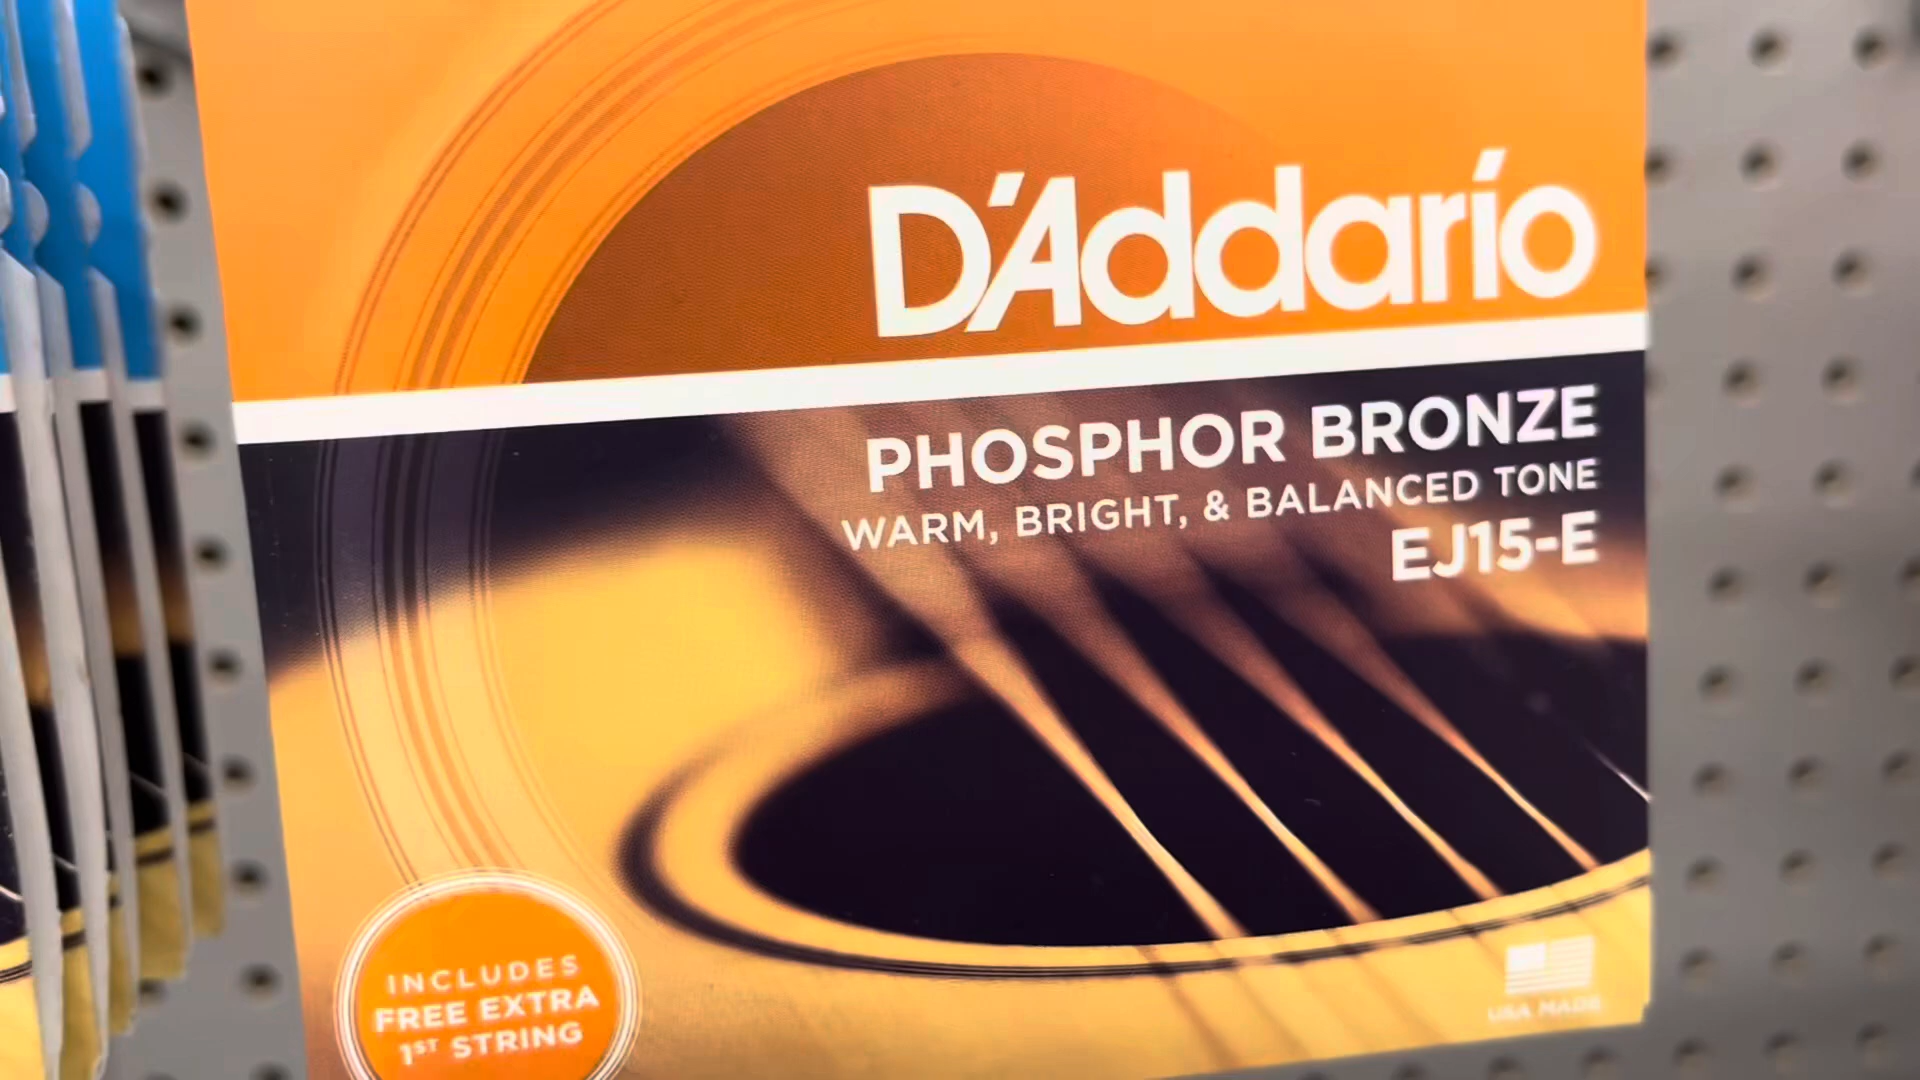 D'Addario
PHOSPHOR BRONZE
WARM, BRIGHT, & BALANCED TONE
EJ15-E
INCLUDES
FREE EXTRA
1ST STRING
USA MADE